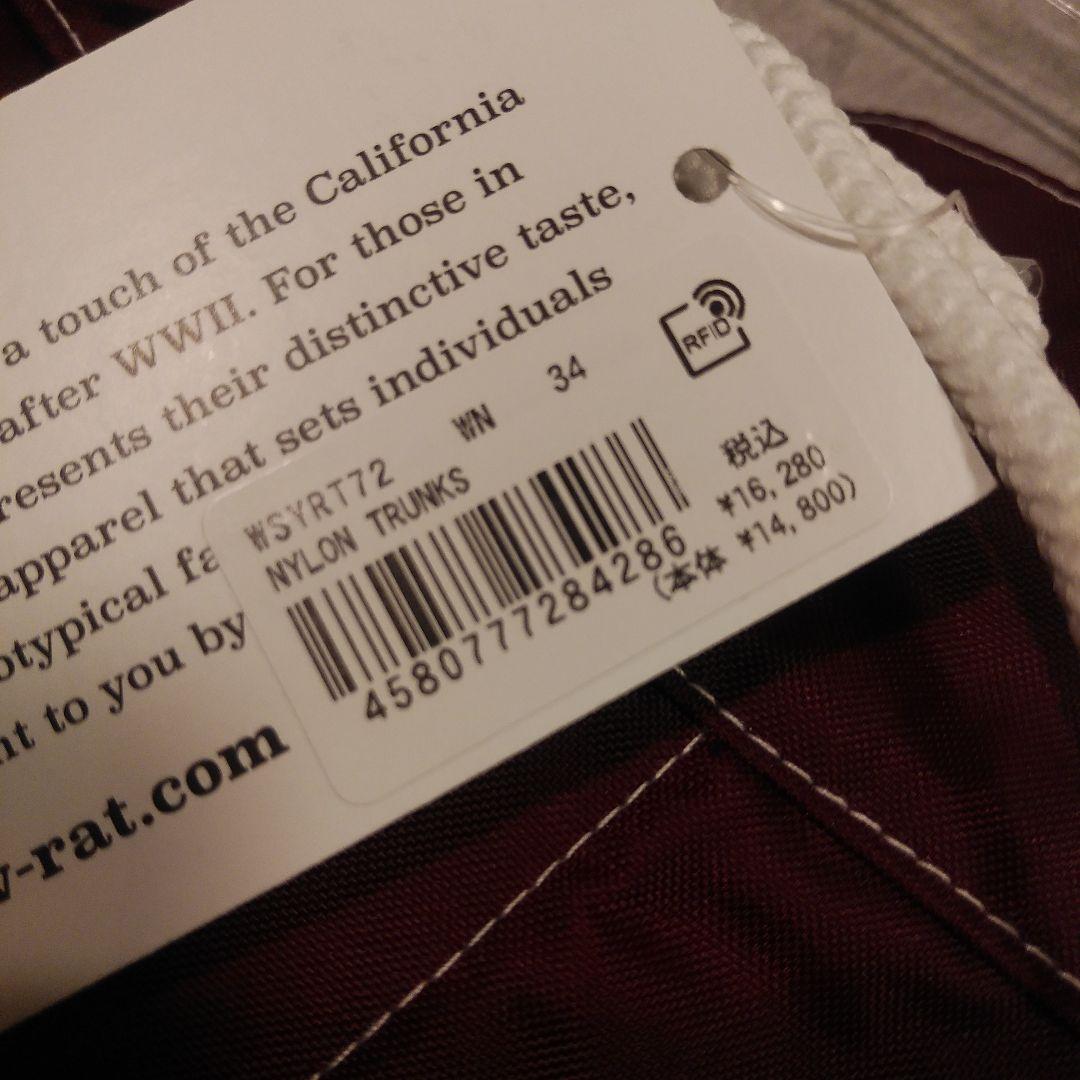 a touch of the California
after WWII. For those in
resents their distinctive taste,
apparel that sets individuals
otypical fa
nt to you by
-rat.com
RFID
WSYRT72 WN 34
NYLON TRUNKS
4580777284286
税込
¥16,280
(本体 ¥14,800)